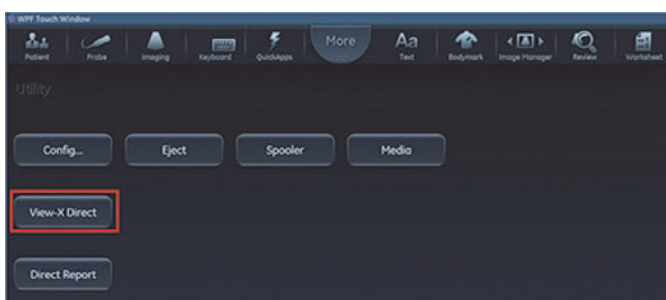 WPF Touch Window
Patient Probe Imaging Keyboard QuickApps More Aa Text Bodymark Image Manager Review Worksheet
Utility
Config... Eject Spooler Media
View-X Direct
Direct Report